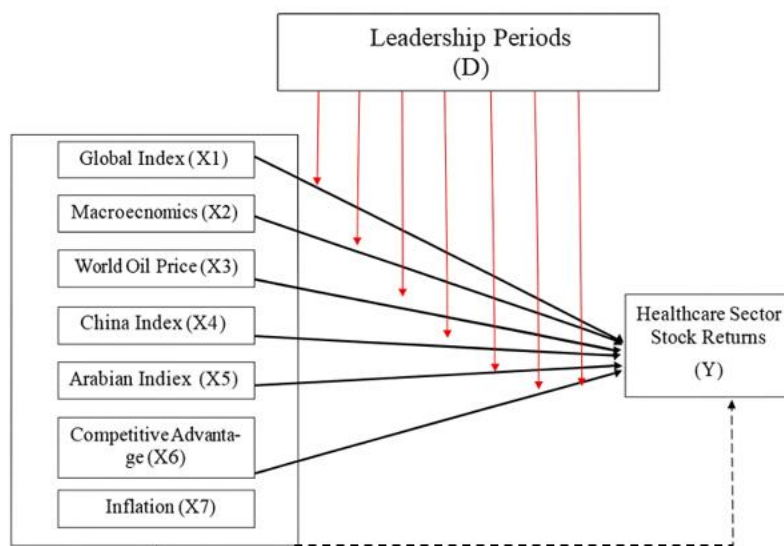 Leadership Periods
(D)
Global Index (X1)
Macroecnomics (X2)
World Oil Price (X3)
China Index (X4)
Arabian Indiex (X5)
Competitive Advanta-
ge (X6)
Inflation (X7)
Healthcare Sector
Stock Returns
(Y)